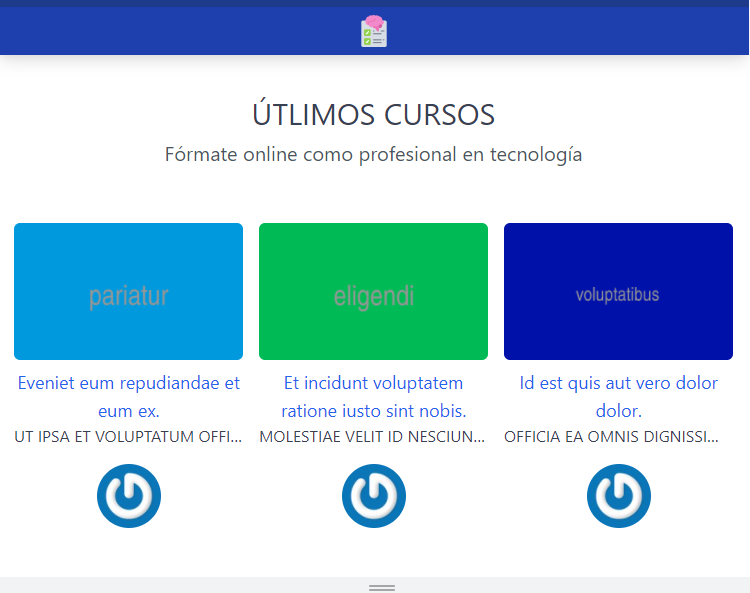 ÚTLIMOS CURSOS
Fórmate online como profesional en tecnología
pariatur
eligendi
voluptatibus
Eveniet eum repudiandae et
eum ex.
Et incidunt voluptatem
ratione iusto sint nobis.
Id est quis aut vero dolor
dolor.
UT IPSA ET VOLUPTATUM OFFI...
MOLESTIAE VELIT ID NESCIUN...
OFFICIA EA OMNIS DIGNISSI...